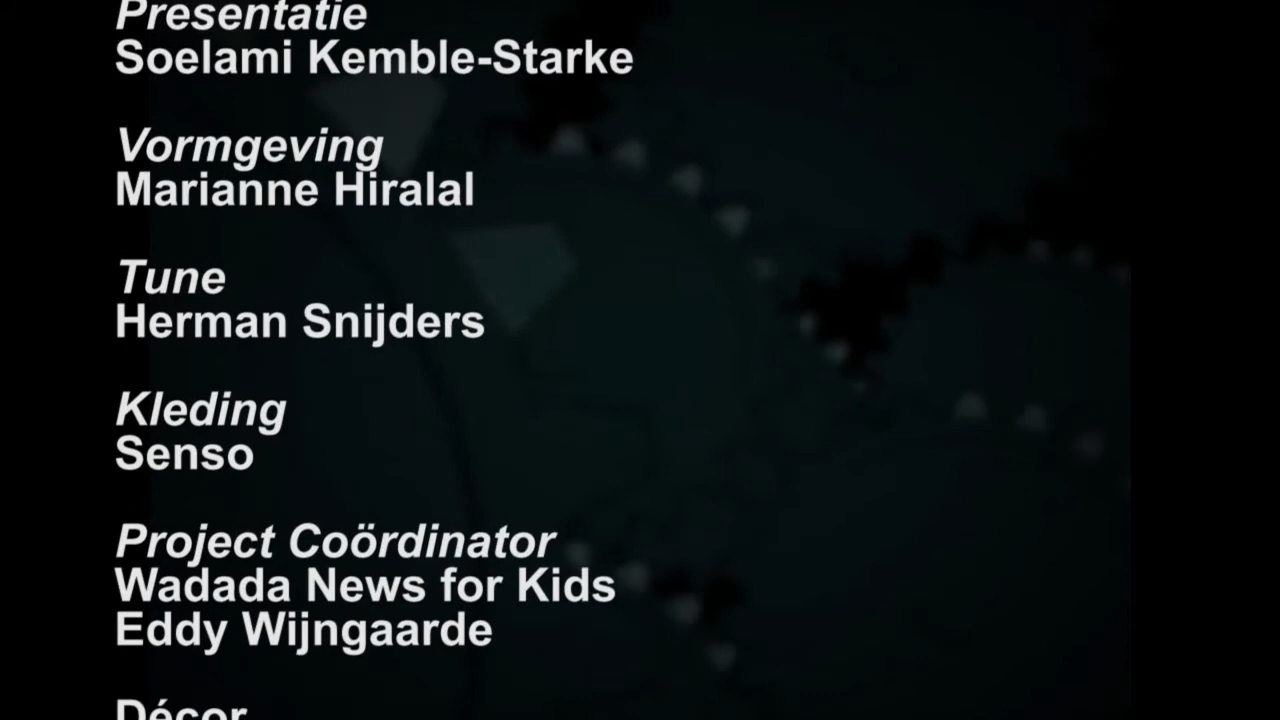 Presentatie
Soelami Kemble-Starke
Vormgeving
Marianne Hiralal
Tune
Herman Snijders
Kleding
Senso
Project Coördinator
Wadada News for Kids
Eddy Wijngaarde
Décor